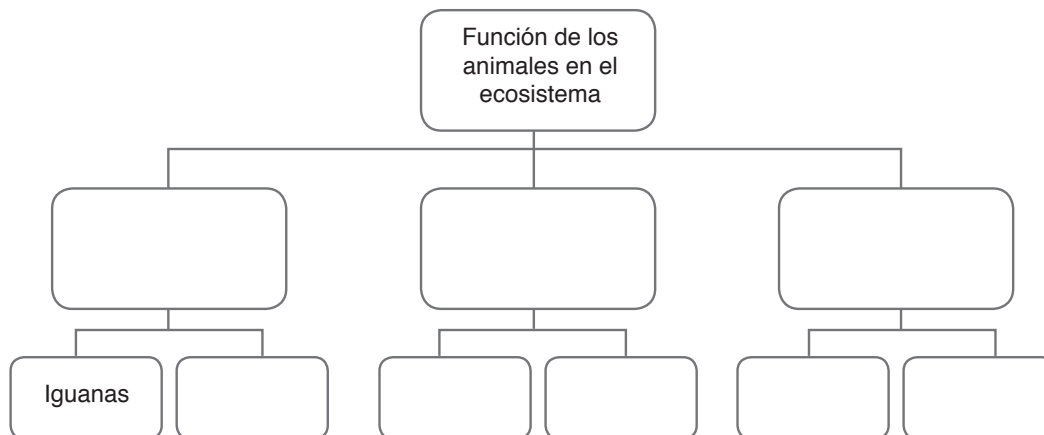 Función de los
animales en el
ecosistema
Iguanas